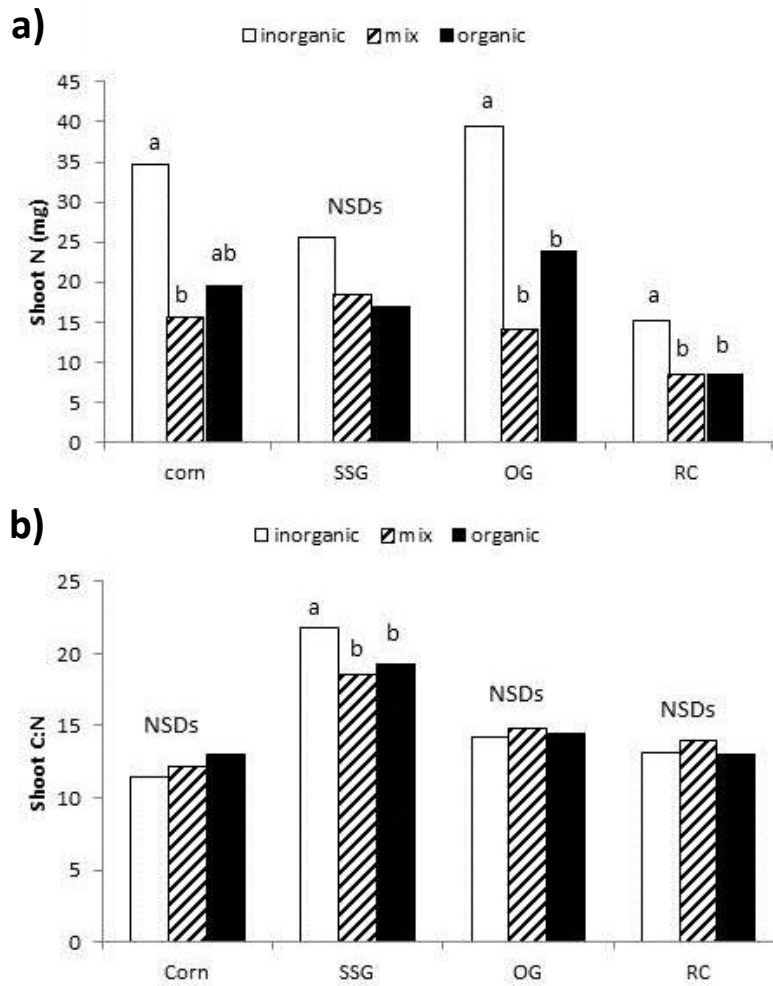 a)
inorganic mix organic
Shoot N (mg)
45
40
35
30
25
20
15
10
5
0
a
b
ab
NSDs
a
b
b
a
b
b
corn SSG OG RC
b)
inorganic mix organic
Shoot C:N
25
20
15
10
5
0
NSDs
a
b
b
NSDs
NSDs
Corn SSG OG RC